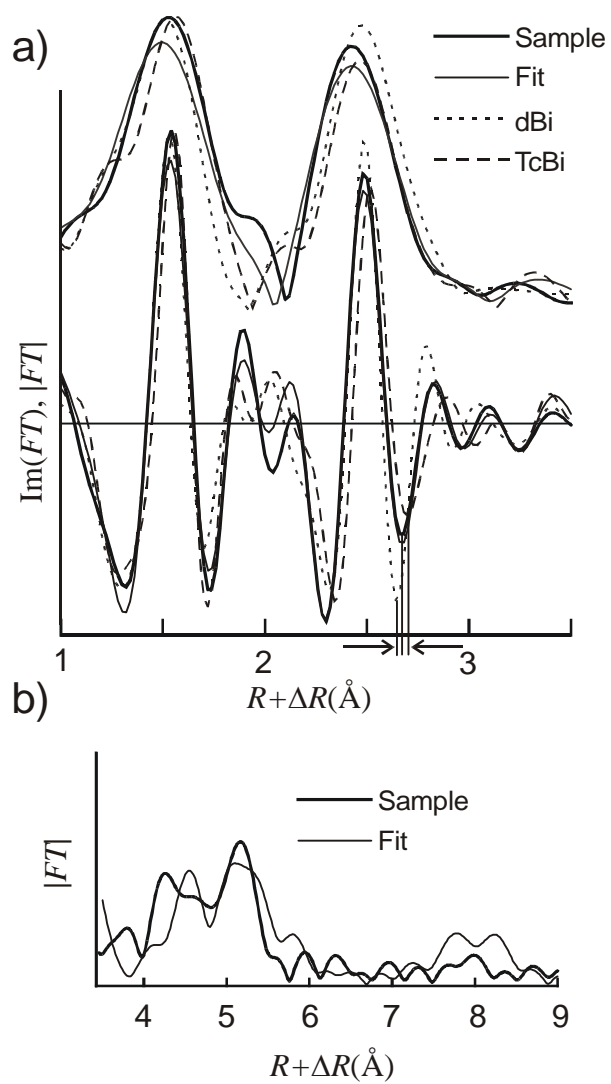 a)
Sample
Fit
dBi
TcBi
Im(FT), |FT|
1 2 3
R+ΔR(Å)
b)
Sample
Fit
|FT|
4 5 6 7 8 9
R+ΔR(Å)